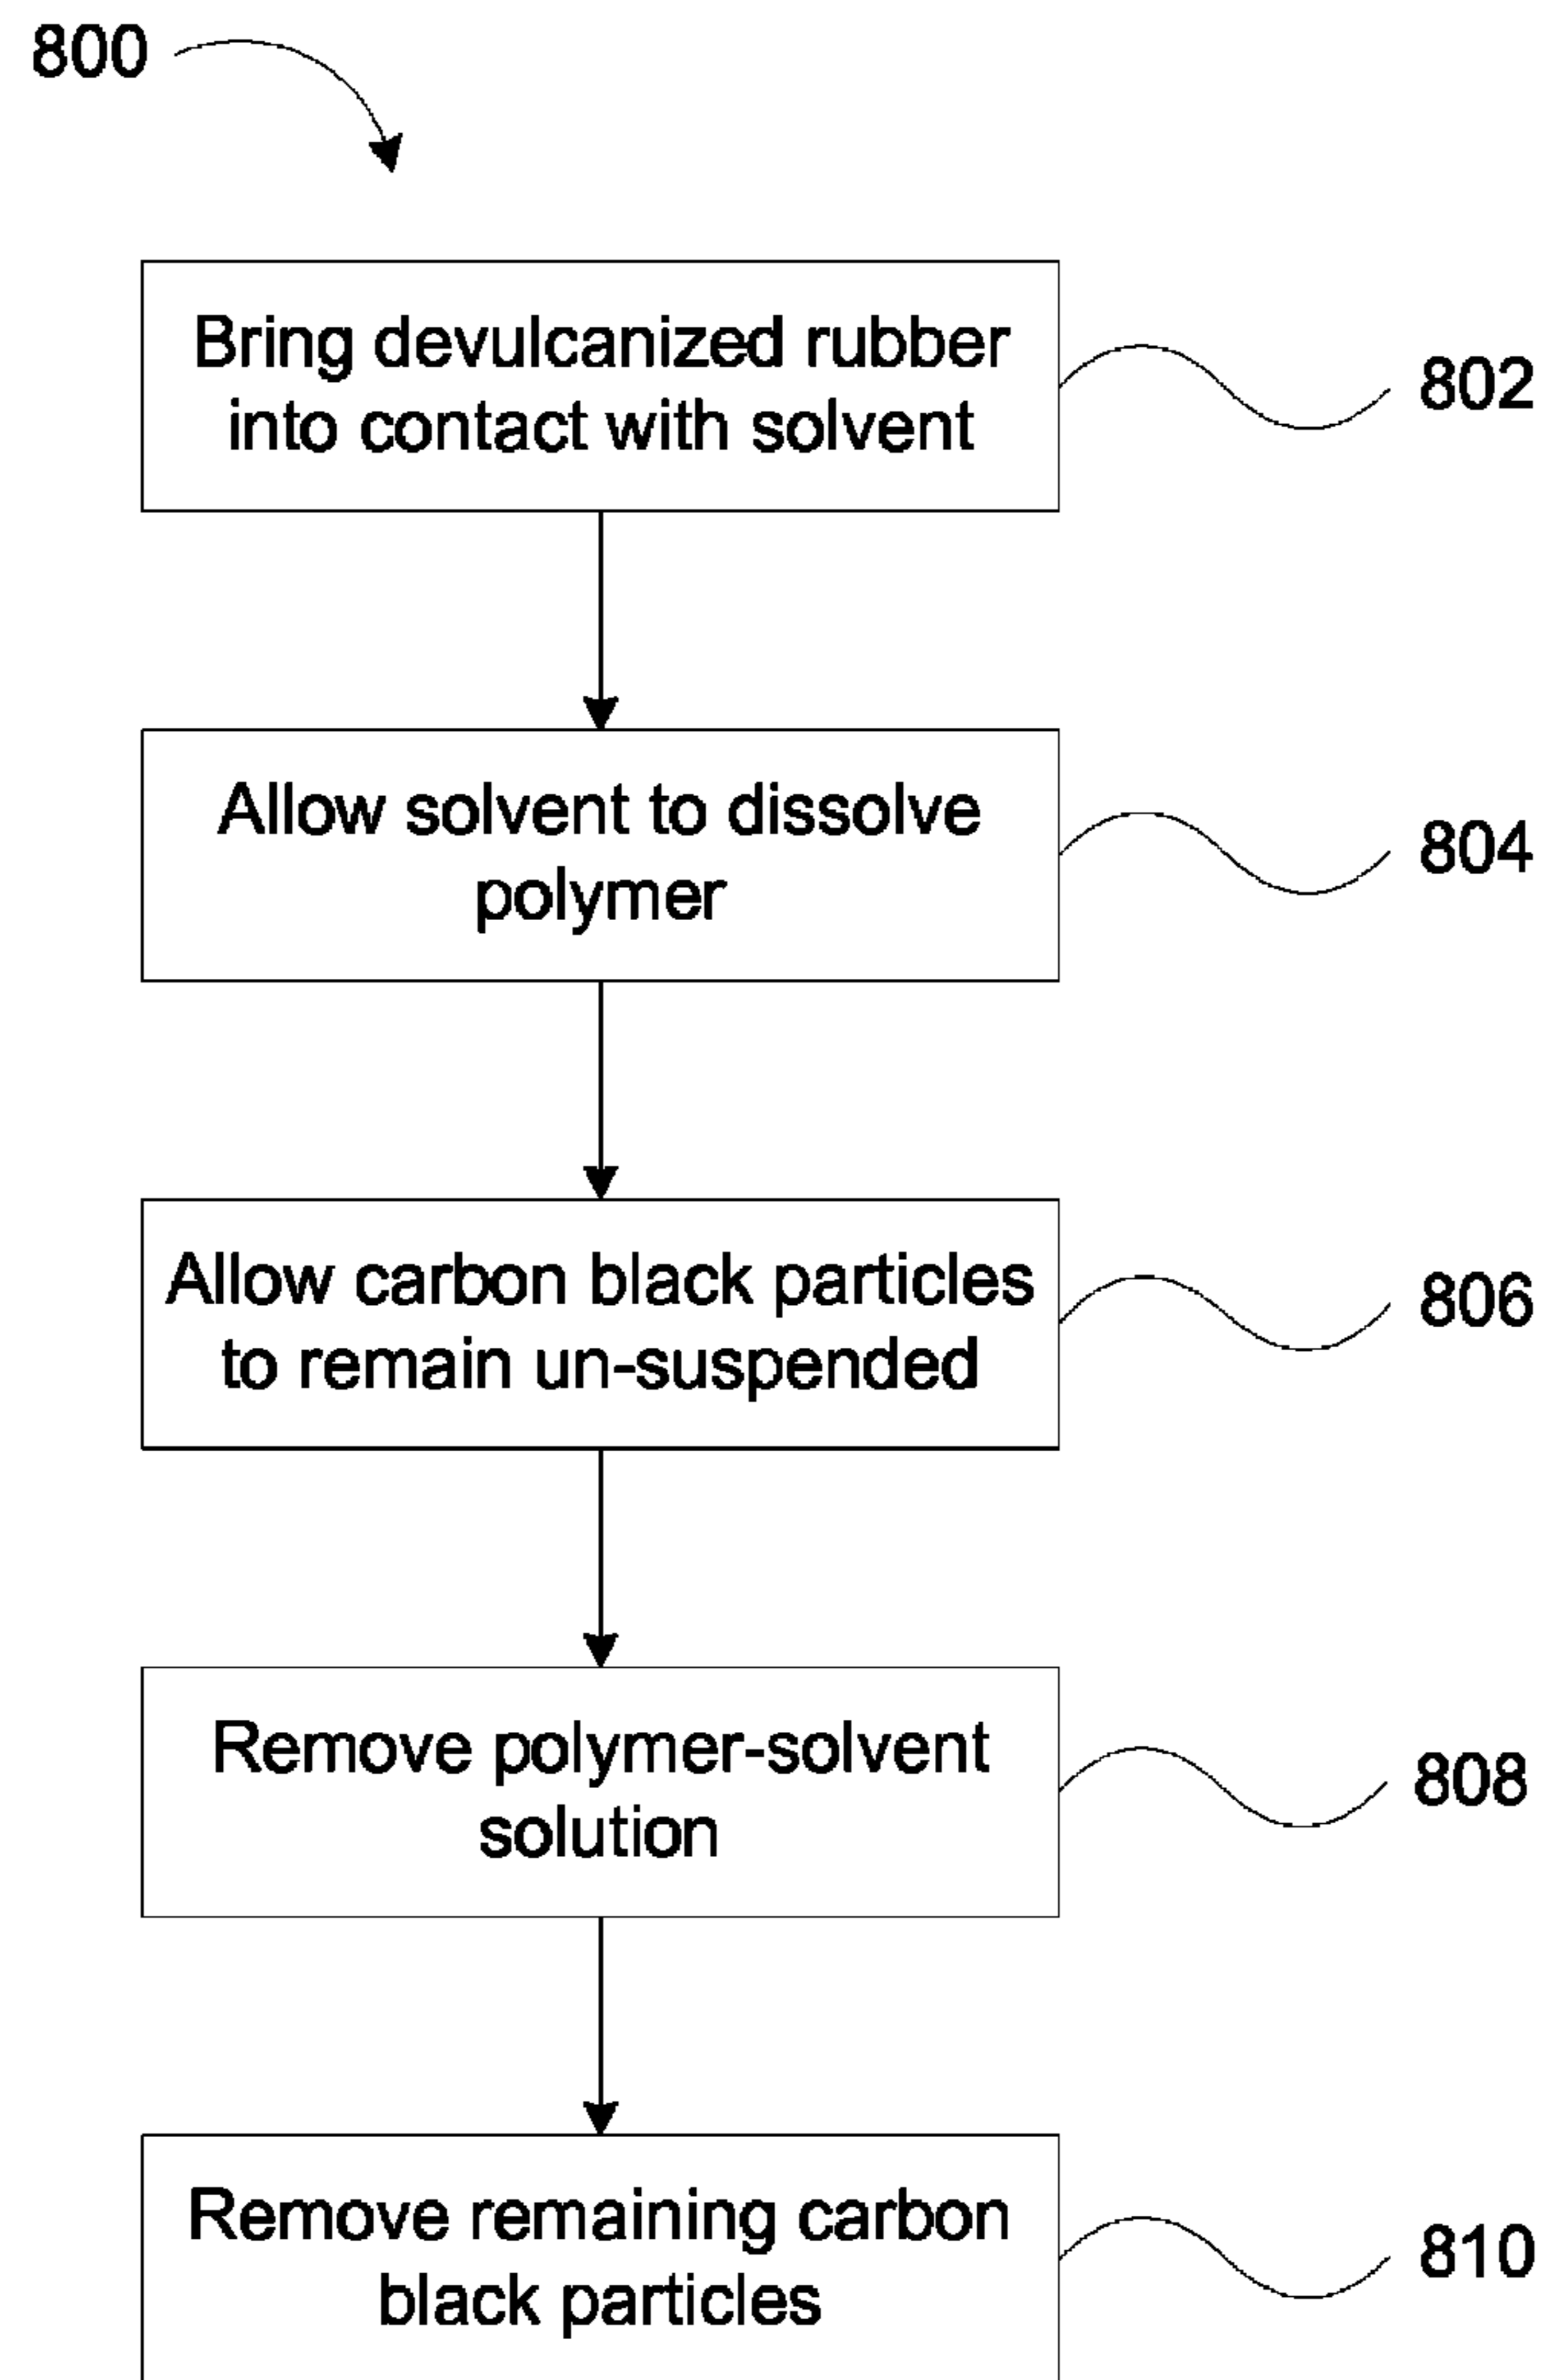 800
Bring devulcanized rubber
into contact with solvent
802
Allow solvent to dissolve
polymer
804
Allow carbon black particles
to remain un-suspended
806
Remove polymer-solvent
solution
808
Remove remaining carbon
black particles
810